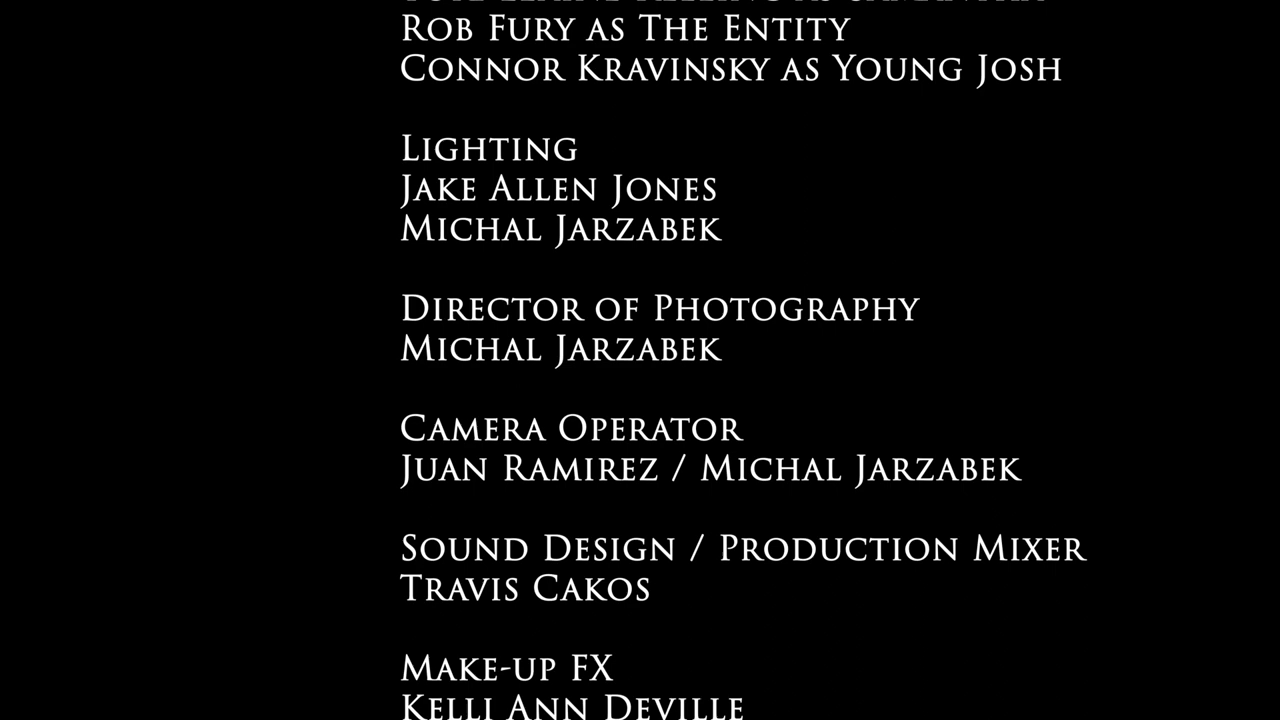 Rob Fury as The Entity
Connor Kravinsky as Young Josh
Lighting
Jake Allen Jones
Michal Jarzabek
Director of Photography
Michal Jarzabek
Camera Operator
Juan Ramirez / Michal Jarzabek
Sound Design / Production Mixer
Travis Cakos
Make-up FX
Kelli Ann Deville